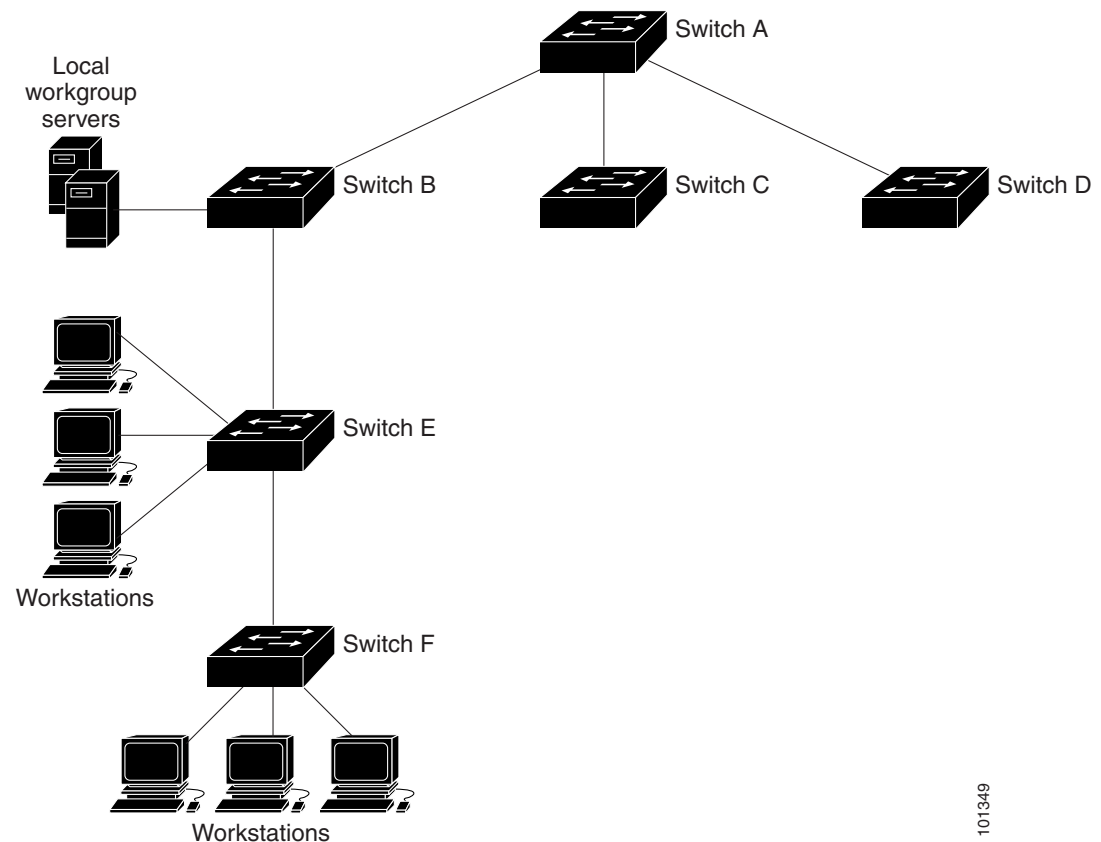 Switch A
Local
workgroup
servers
Switch B
Switch C
Switch D
Switch E
Workstations
Switch F
Workstations
101349